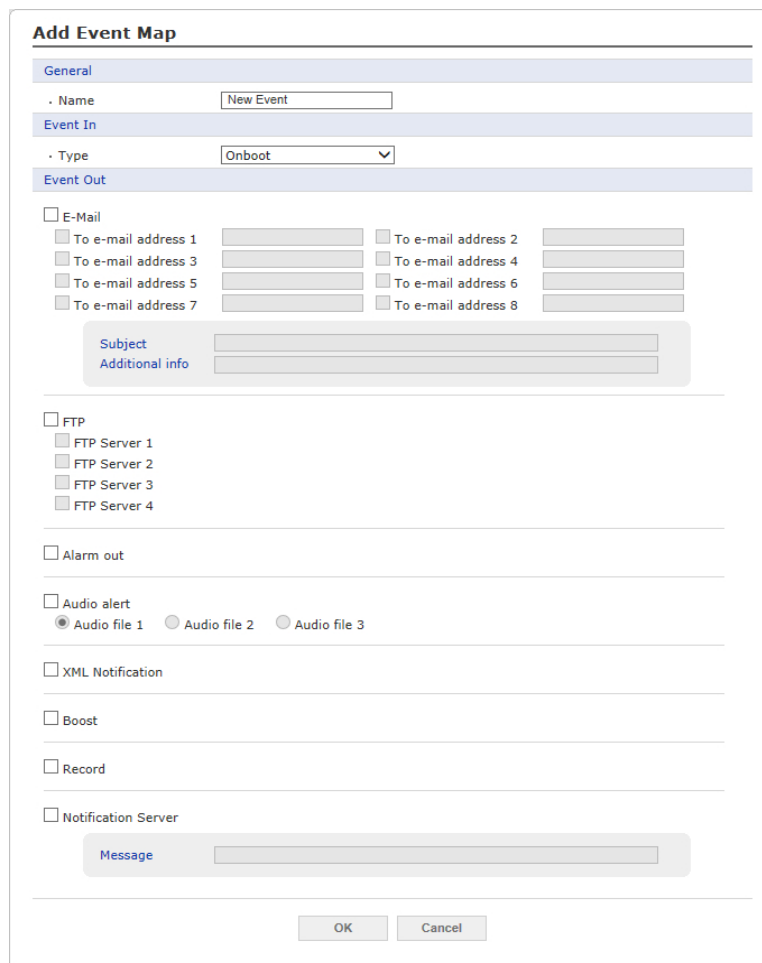 Add Event Map
General
· Name New Event
Event In
· Type Onboot
Event Out
E-Mail
To e-mail address 1 To e-mail address 2
To e-mail address 3 To e-mail address 4
To e-mail address 5 To e-mail address 6
To e-mail address 7 To e-mail address 8
Subject
Additional info
FTP
FTP Server 1
FTP Server 2
FTP Server 3
FTP Server 4
Alarm out
Audio alert
Audio file 1 Audio file 2 Audio file 3
XML Notification
Boost
Record
Notification Server
Message
OK Cancel